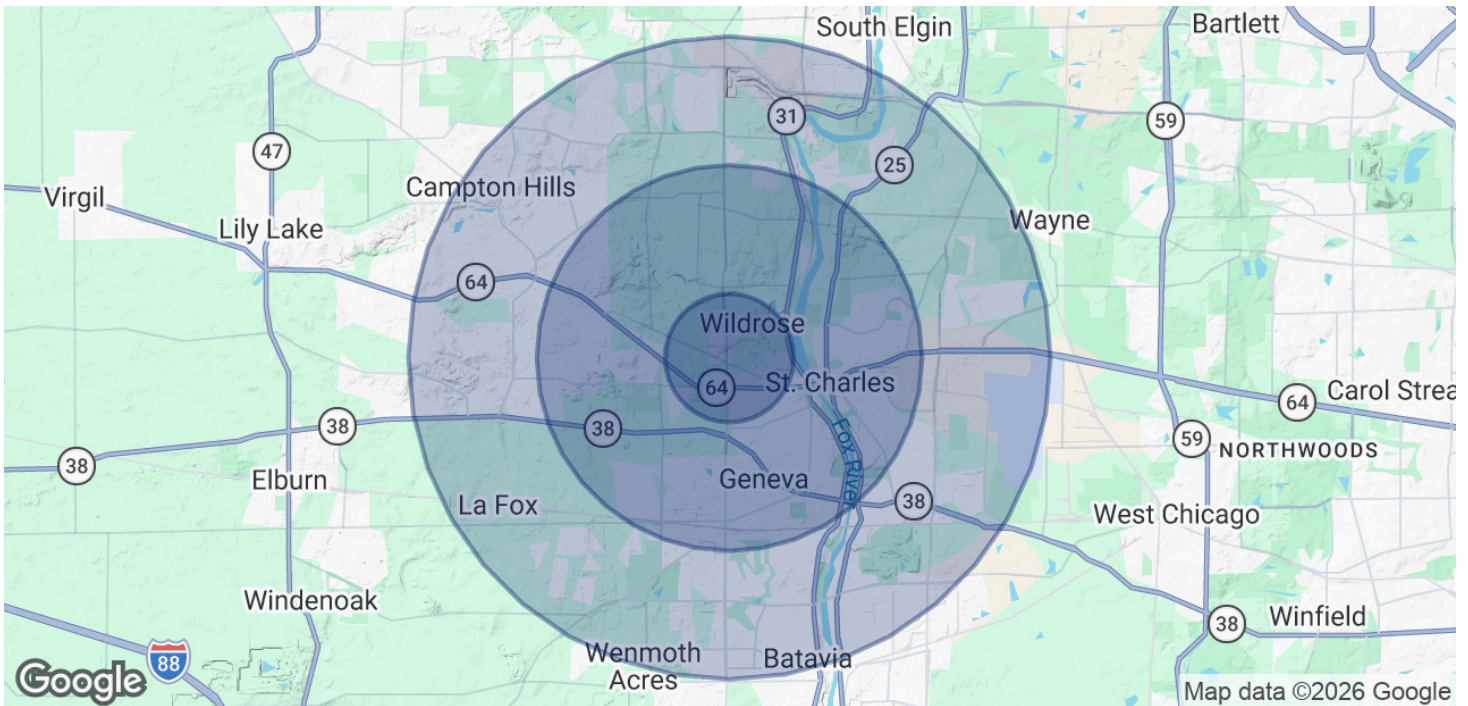 South Elgin
Bartlett
31
59
47
25
Campton Hills
Virgil
Lily Lake
Wayne
64
Wildrose
64
St. Charles
Carol Strea
64
38
38
59
NORTHWOODS
38
Fox River
Elburn
Geneva
La Fox
38
West Chicago
Windenoak
Winfield
38
Wenmoth
Acres
Batavia
88
Google
Map data ©2026 Google